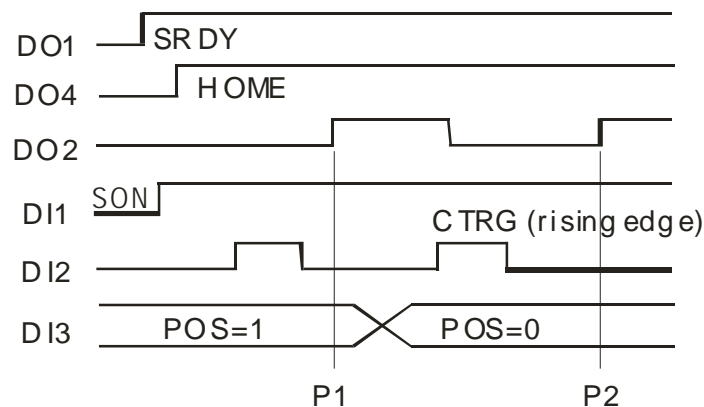 DO1 SRDY
DO4 HOME
DO2
DI1 SON
CTRG (rising edge)
DI2
DI3 POS=1 POS=0
P1 P2